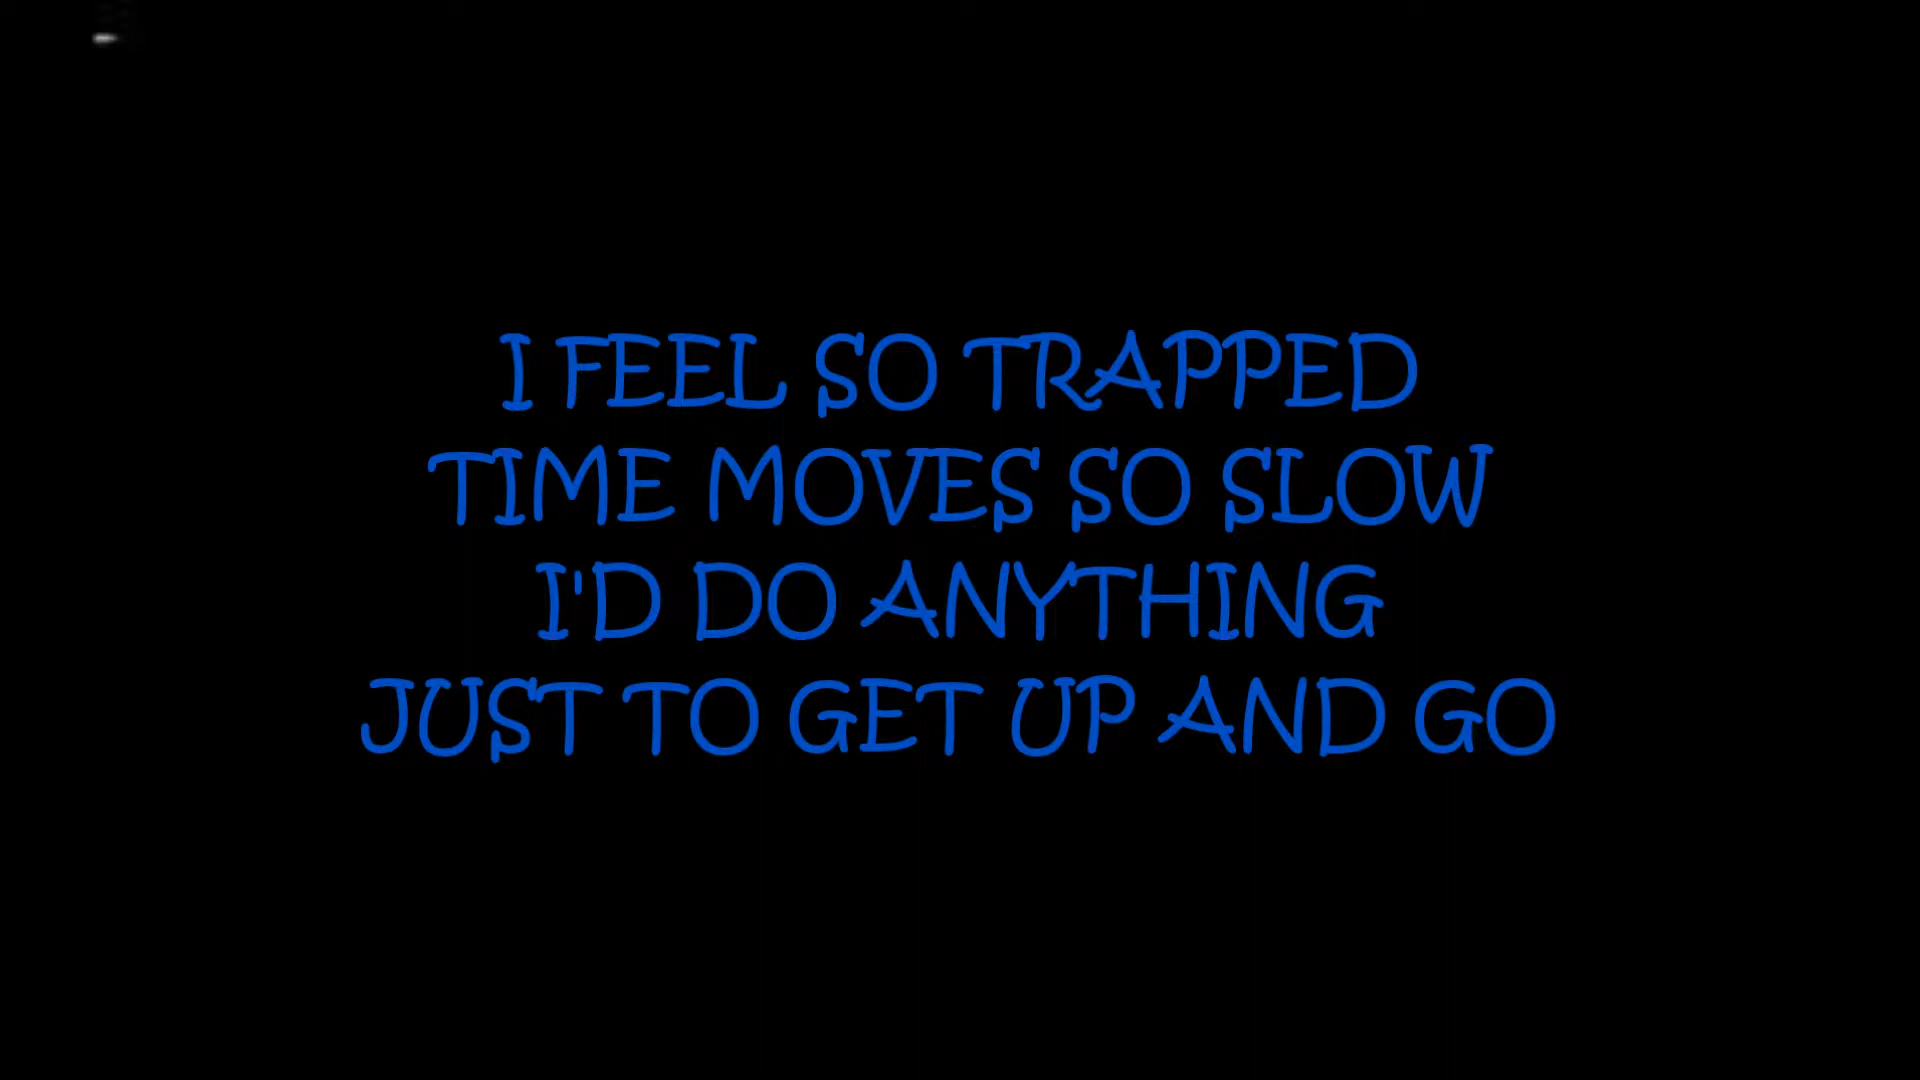 I FEEL SO TRAPPED
TIME MOVES SO SLOW
I'D DO ANYTHING
JUST TO GET UP AND GO